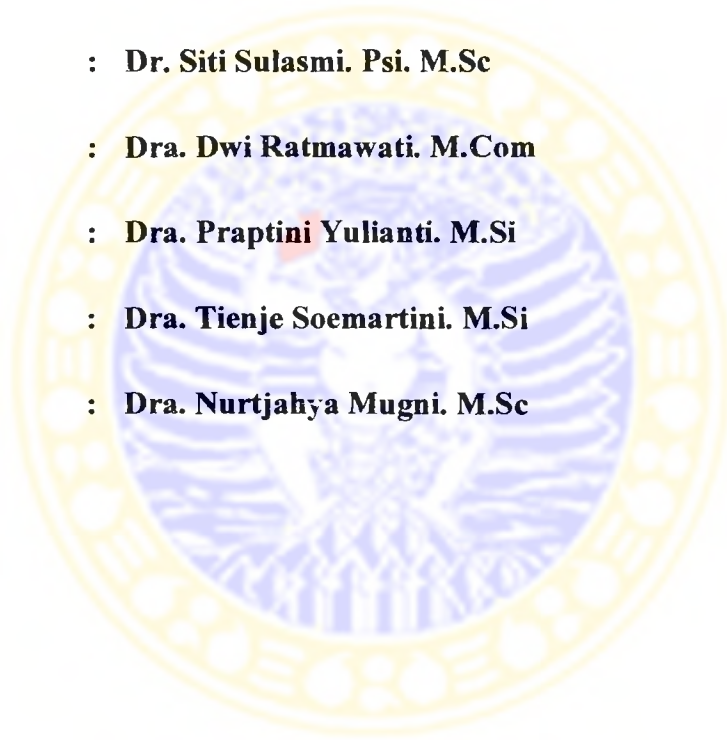 : Dr. Siti Sulasmi. Psi. M.Sc
: Dra. Dwi Ratmawati. M.Com
: Dra. Praptini Yulianti. M.Si
: Dra. Tienje Soemartini. M.Si
: Dra. Nurtjahya Mugni. M.Sc